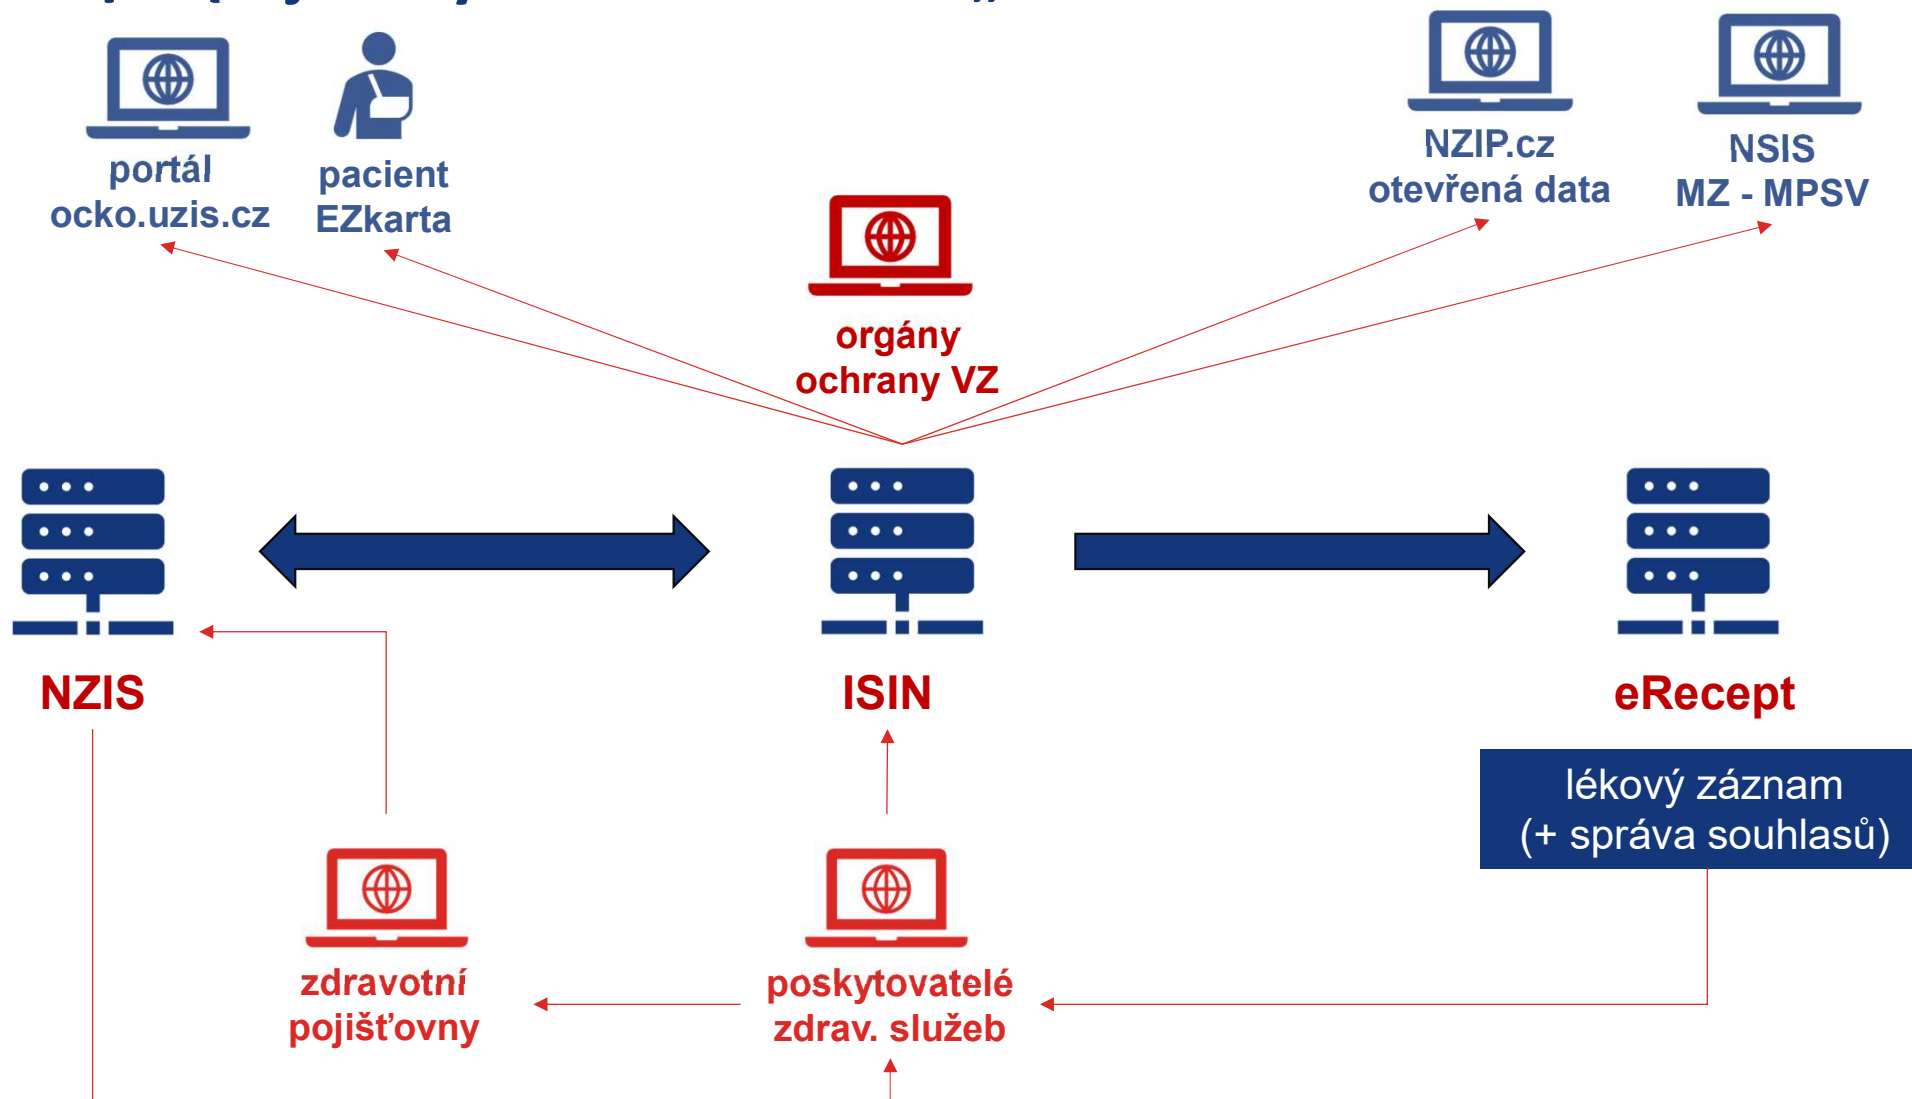 portál
ocko.uzis.cz
pacient
EZkarta
NZIP.cz
otevřená data
NSIS
MZ - MPSV
orgány
ochrany VZ
NZIS
ISIN
eRecept
lékový záznam
(+ správa souhlasů)
zdravotní
pojišťovny
poskytovatelé
zdrav. služeb